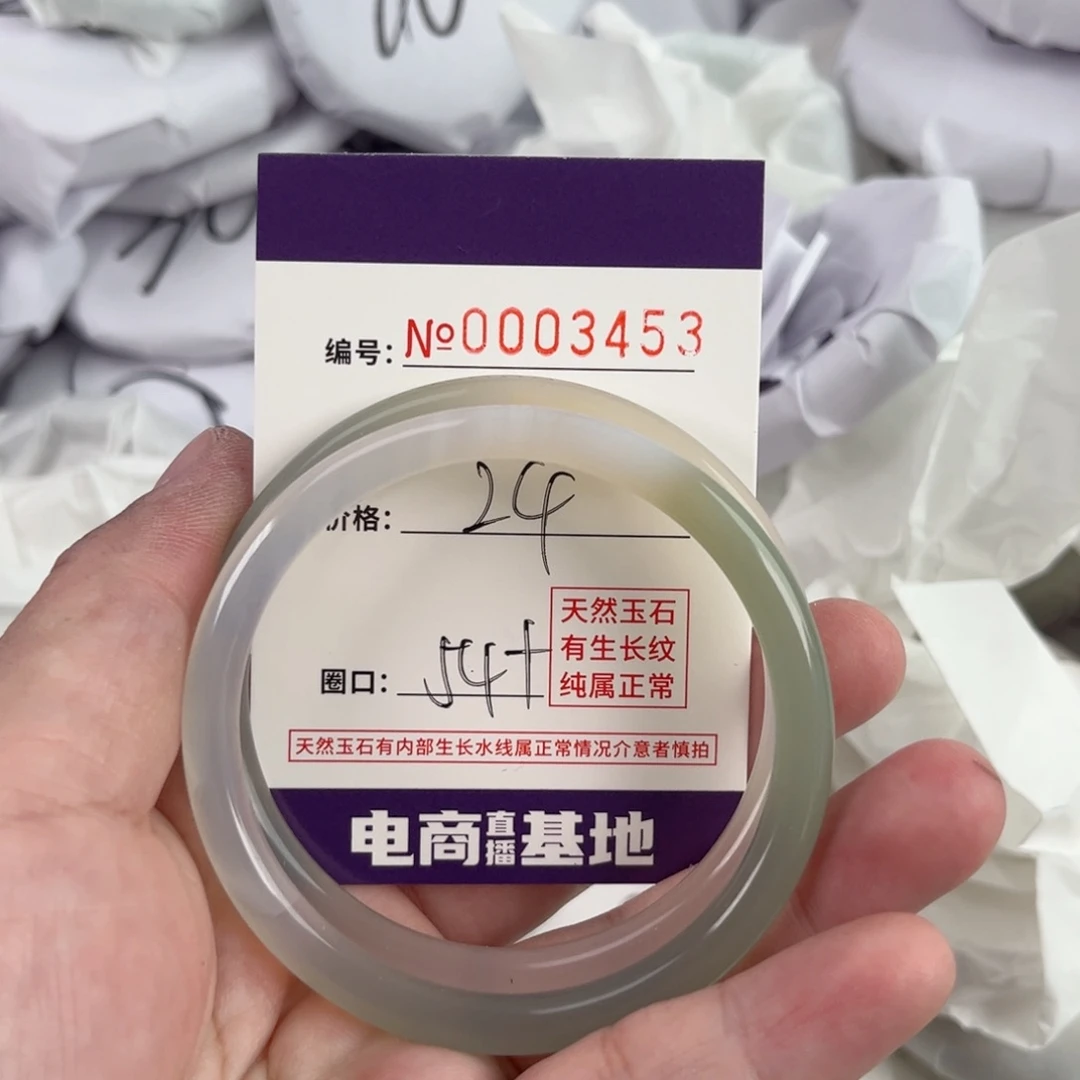 编号: №0003453
价格: 24
圈口: 54+
天然玉石
有生长纹
纯属正常
天然玉石有内部生长水线属正常情况介意者慎拍
电商直播基地